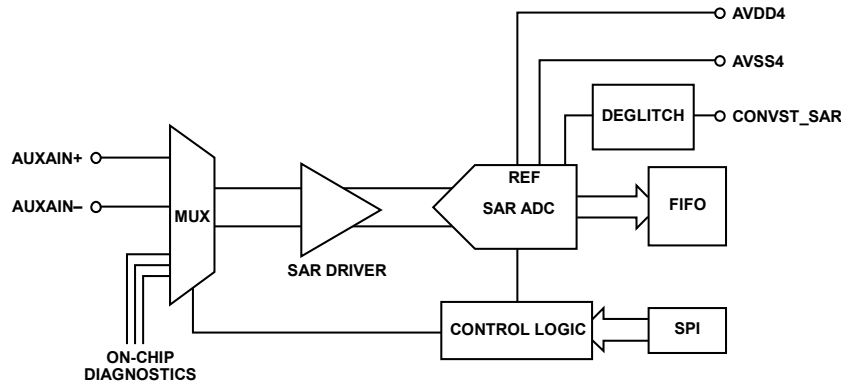 AVDD4
AVSS4
DEGLITCH
CONVST_SAR
AUXAIN+
REF
MUX
SAR ADC
FIFO
AUXAIN–
SAR DRIVER
CONTROL LOGIC
SPI
ON-CHIP
DIAGNOSTICS